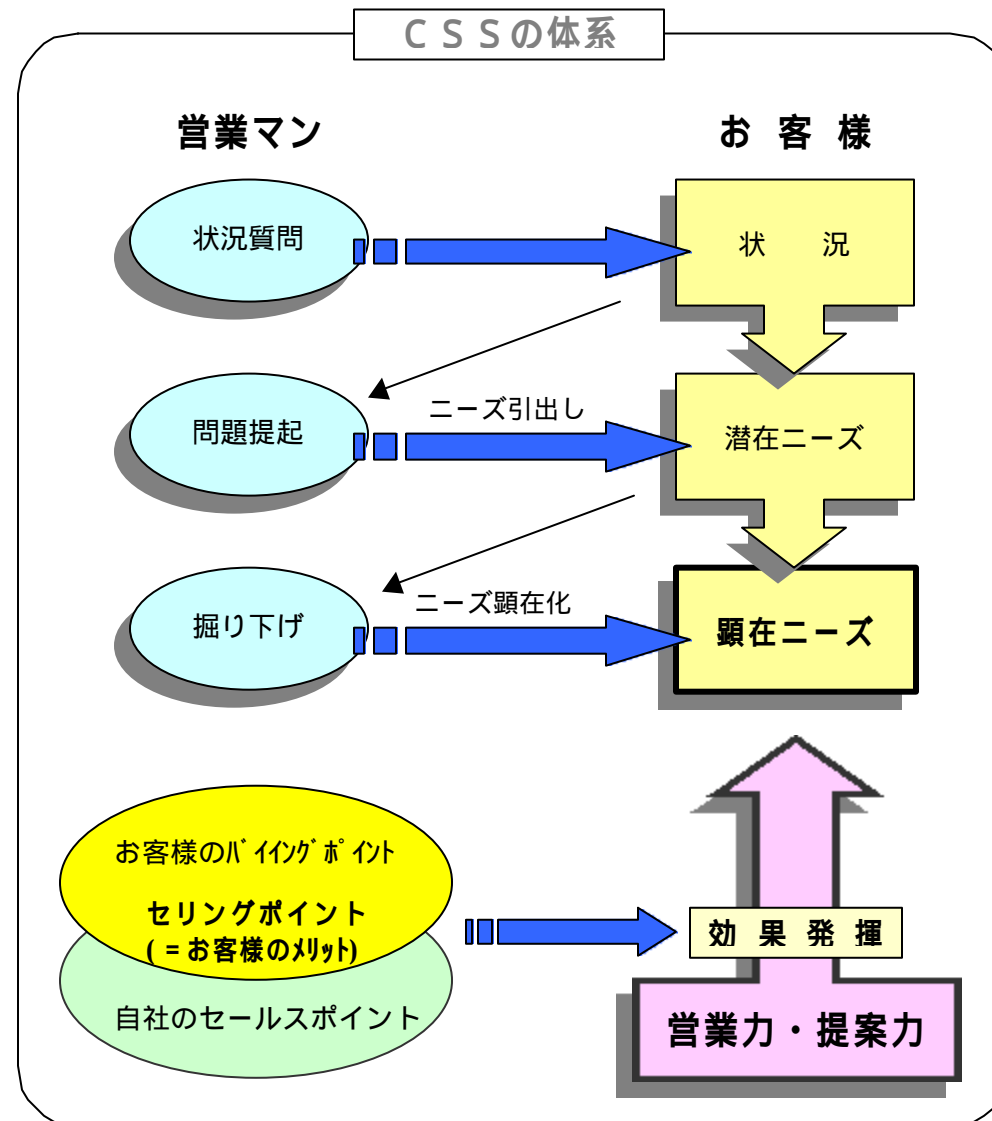 ＣＳＳの体系
営業マン
お 客 様
状況質問
状　況
問題提起
ニーズ引出し
潜在ニーズ
掘り下げ
ニーズ顕在化
顕在ニーズ
お客様のﾊﾞｲｲﾝｸﾞﾎﾟｲﾝﾄ
セリングポイント
( = お客様のﾒﾘｯﾄ)
自社のセールスポイント
効 果 発 揮
営業力・提案力